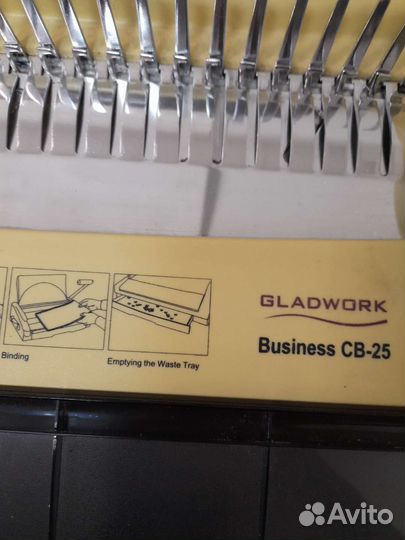 GLADWORK
Business CB-25
Binding
Emptying the Waste Tray
Avito